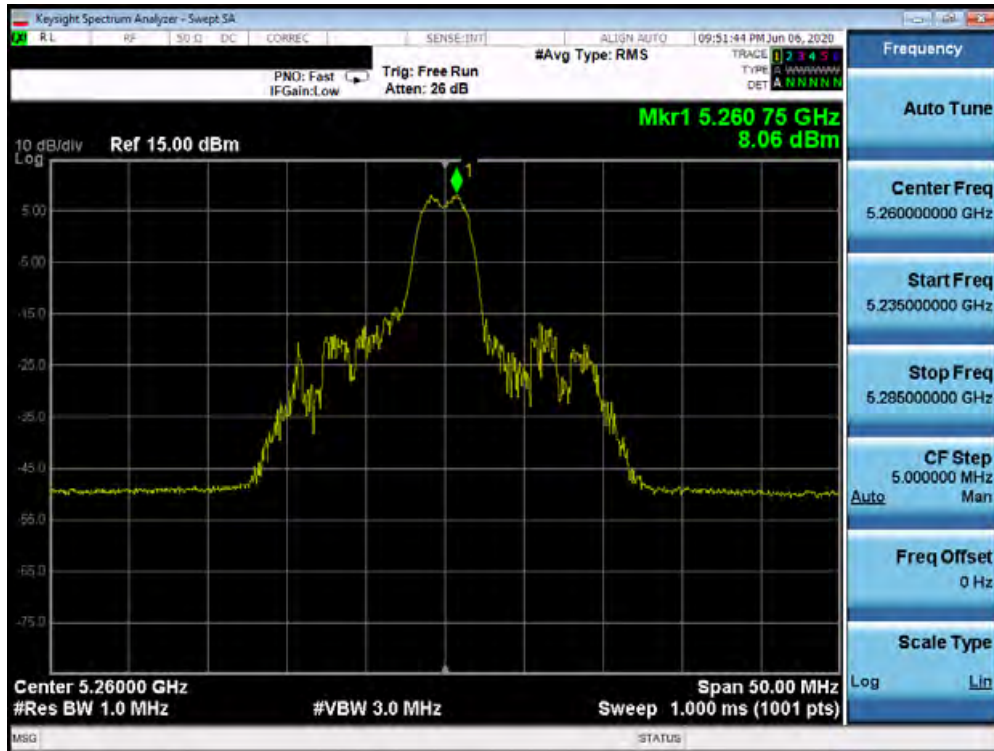 Keysight Spectrum Analyzer - Swept SA
RL RF 50 Ω DC CORREC SENSE:INT ALIGN AUTO 09:51:44 PM Jun 06, 2020
#Avg Type: RMS
TRACE 1 2 3 4 5 6
PNO: Fast Trig: Free Run TYPE A WWWWW
IFGain:Low Atten: 26 dB DET A N N N N N
Mkr1 5.260 75 GHz
8.06 dBm
10 dB/div Ref 15.00 dBm
Log
1
5.00
-5.00
-15.0
-25.0
-35.0
-45.0
-55.0
-65.0
-75.0
Center 5.26000 GHz Span 50.00 MHz
#Res BW 1.0 MHz #VBW 3.0 MHz Sweep 1.000 ms (1001 pts)
MSG STATUS
Frequency
Auto Tune
Center Freq
5.260000000 GHz
Start Freq
5.235000000 GHz
Stop Freq
5.285000000 GHz
CF Step
5.000000 MHz
Auto Man
Freq Offset
0 Hz
Scale Type
Log Lin